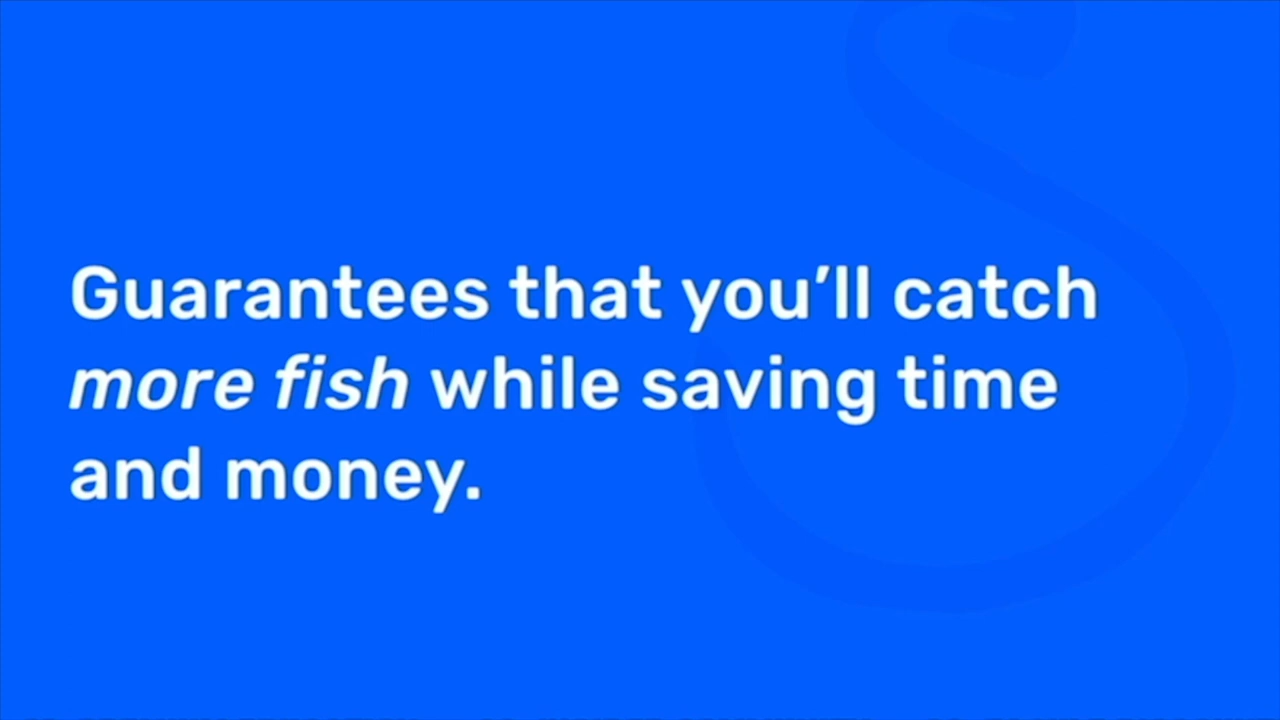 Guarantees that you’ll catch
more fish while saving time
and money.